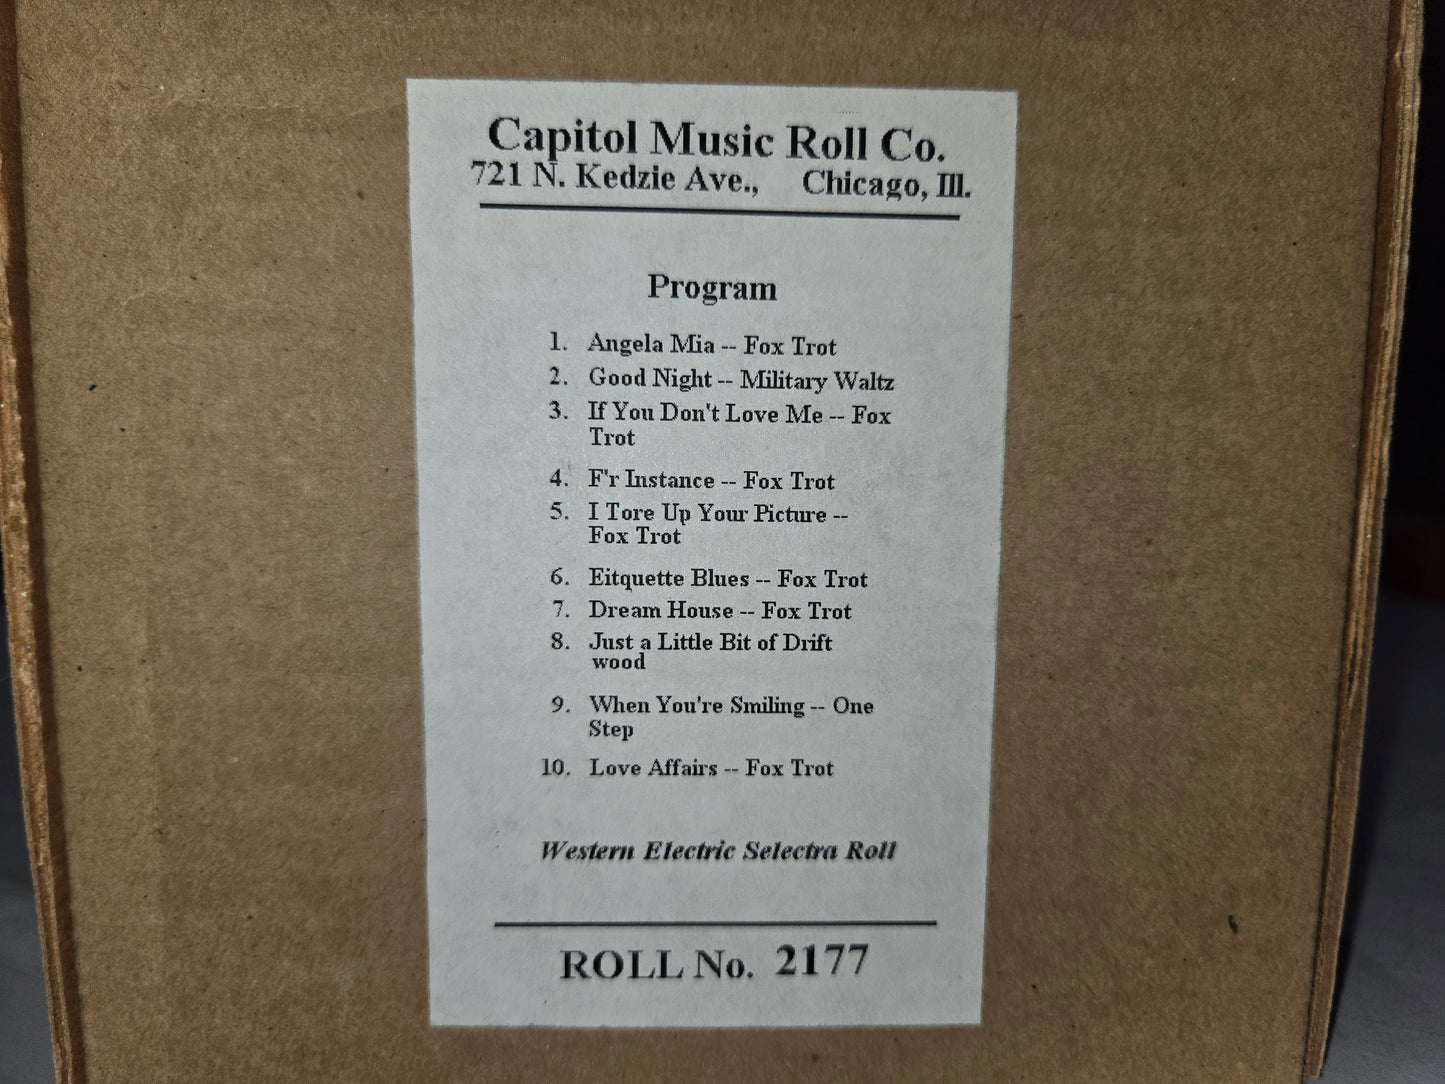 Capitol Music Roll Co.
721 N. Kedzie Ave., Chicago, Ill.
Program
1. Angela Mia -- Fox Trot
2. Good Night -- Military Waltz
3. If You Don't Love Me -- Fox
Trot
4. F'r Instance -- Fox Trot
5. I Tore Up Your Picture --
Fox Trot
6. Eitquette Blues -- Fox Trot
7. Dream House -- Fox Trot
8. Just a Little Bit of Drift
wood
9. When You're Smiling -- One
Step
10. Love Affairs -- Fox Trot
Western Electric Selectra Roll
ROLL No. 2177